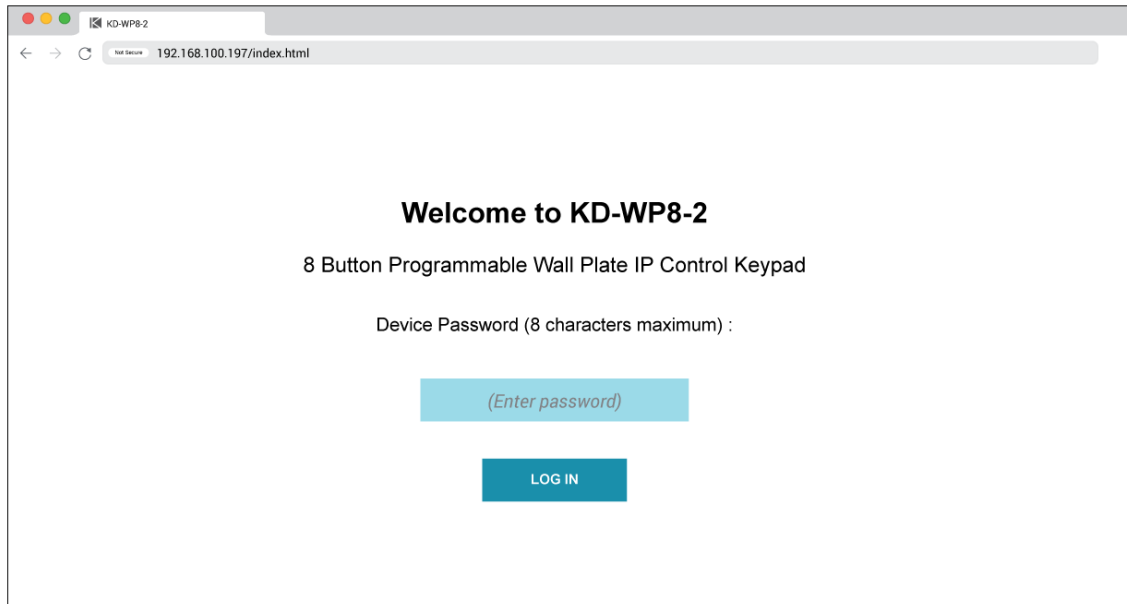 KD-WP8-2
Not Secure 192.168.100.197/index.html
Welcome to KD-WP8-2
8 Button Programmable Wall Plate IP Control Keypad
Device Password (8 characters maximum) :
(Enter password)
LOG IN